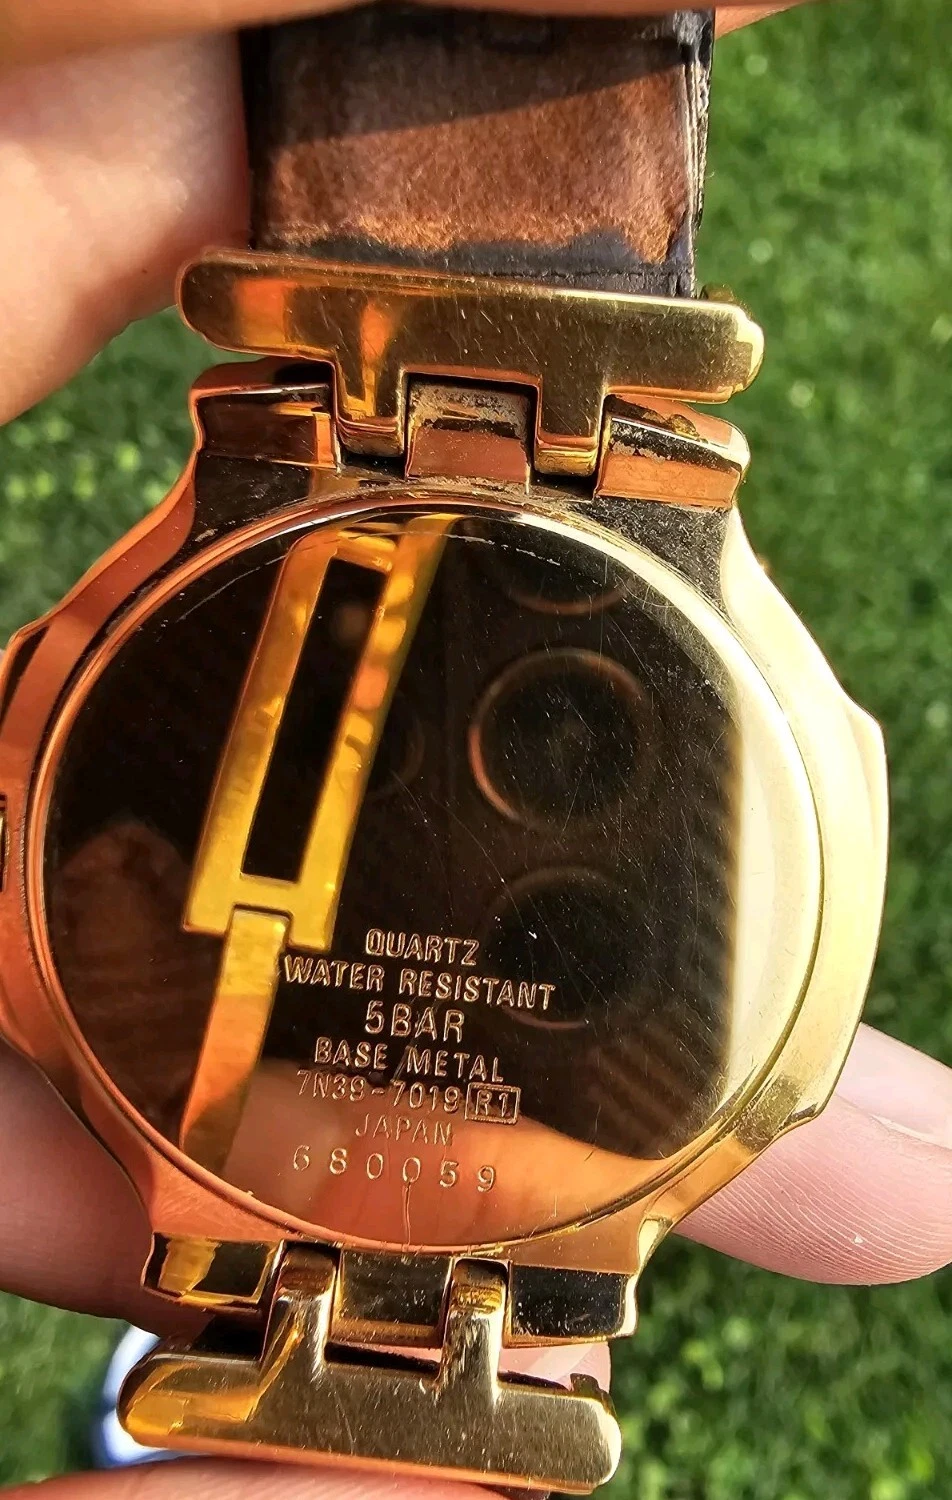 QUARTZ
WATER RESISTANT
5BAR
BASE METAL
7N39-7019 R1
JAPAN
680059